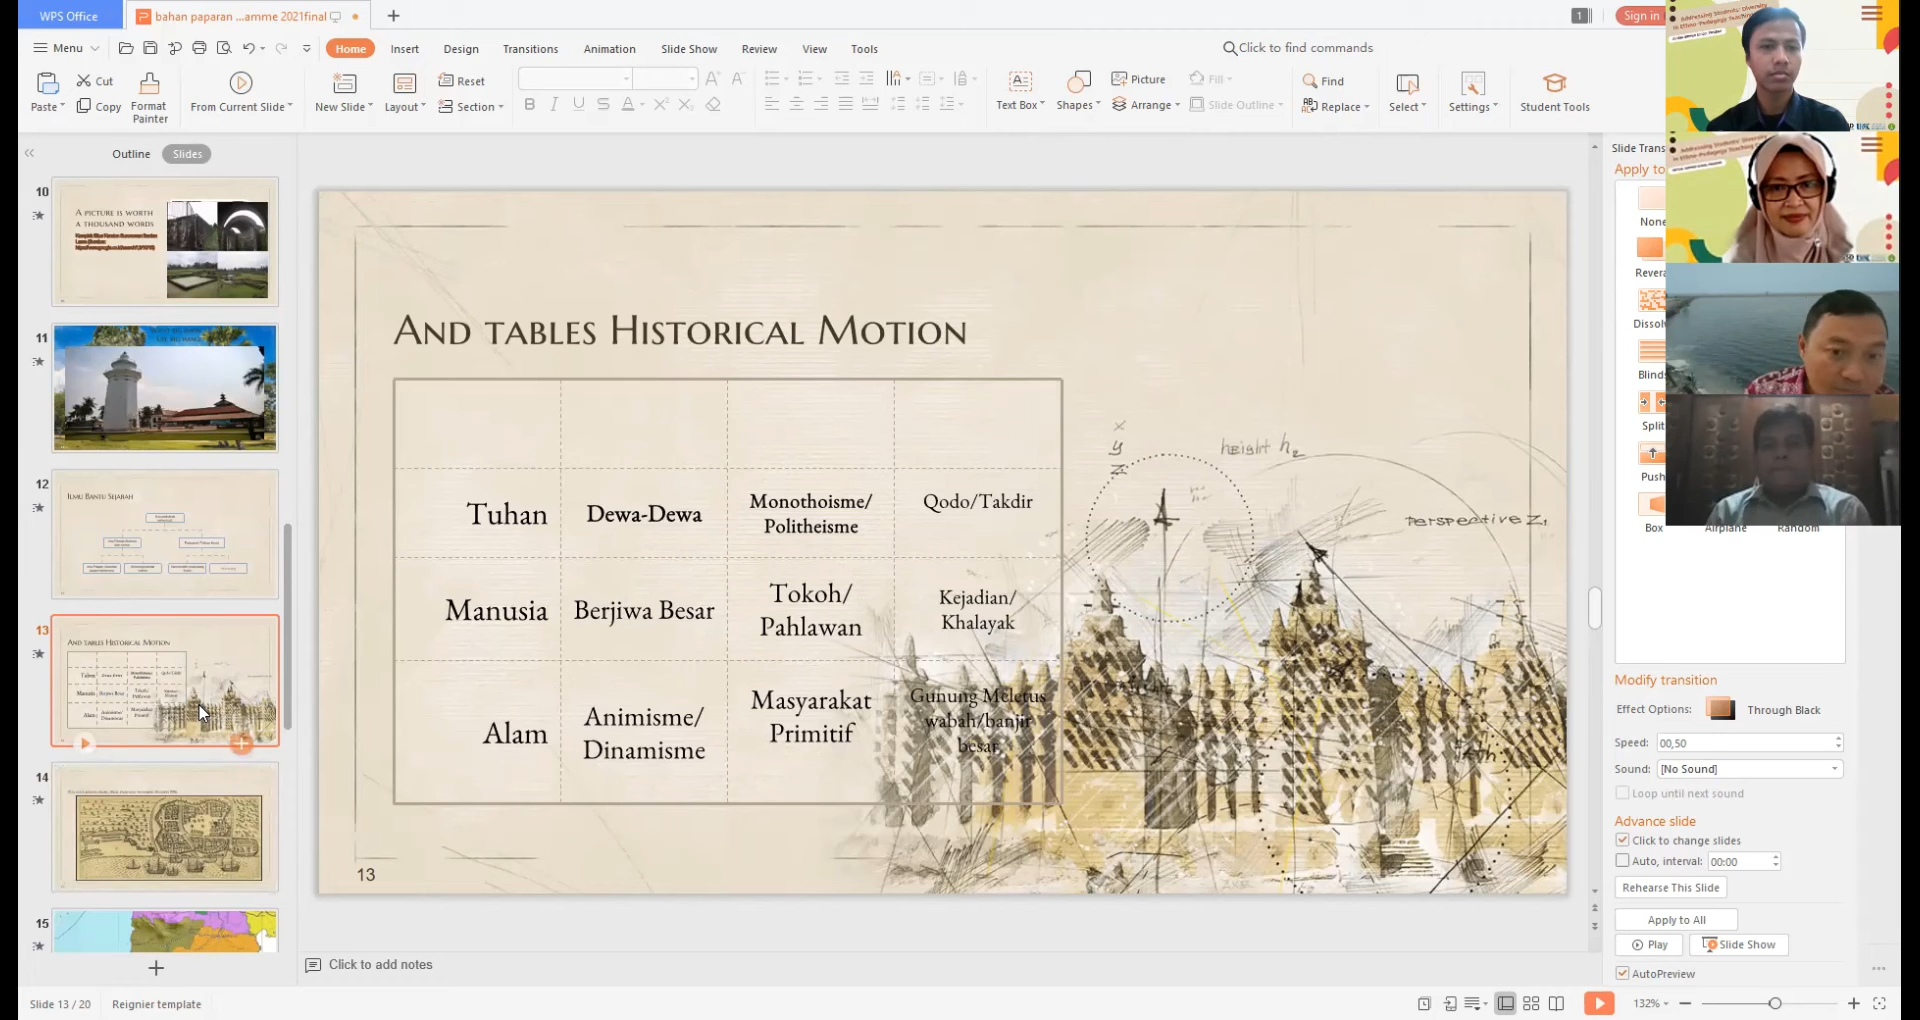 WPS Office
bahan paparan ...amme 2021final
1
Sign in
Menu
Home
Insert
Design
Transitions
Animation
Slide Show
Review
View
Tools
Click to find commands
Paste
Cut
Copy
Format
Painter
From Current Slide
New Slide
Layout
Reset
Section
Text Box
Shapes
Picture
Arrange
Fill
Slide Outline
Find
Replace
Select
Settings
Student Tools
Outline
Slides
10
A picture is worth
a thousand words
11
12
Ilmu Bantu Sejarah
13
And tables Historical Motion
14
15
And tables Historical Motion
Tuhan
Dewa-Dewa
Monothoisme/
Politheisme
Qodo/Takdir
Manusia
Berjiwa Besar
Tokoh/
Pahlawan
Kejadian/
Khalayak
Alam
Animisme/
Dinamisme
Masyarakat
Primitif
Gunung Meletus
wabah/banjir
besar
x
y
z
height h2
perspective z1
13
Click to add notes
Slide Trans
Apply to
None
Revera
Dissolv
Blinds
Split
Push
Box
Airplane
Random
Modify transition
Effect Options:
Through Black
Speed:
00,50
Sound:
[No Sound]
Loop until next sound
Advance slide
Click to change slides
Auto, interval:
00:00
Rehearse This Slide
Apply to All
Play
Slide Show
AutoPreview
Slide 13 / 20
Reignier template
132%